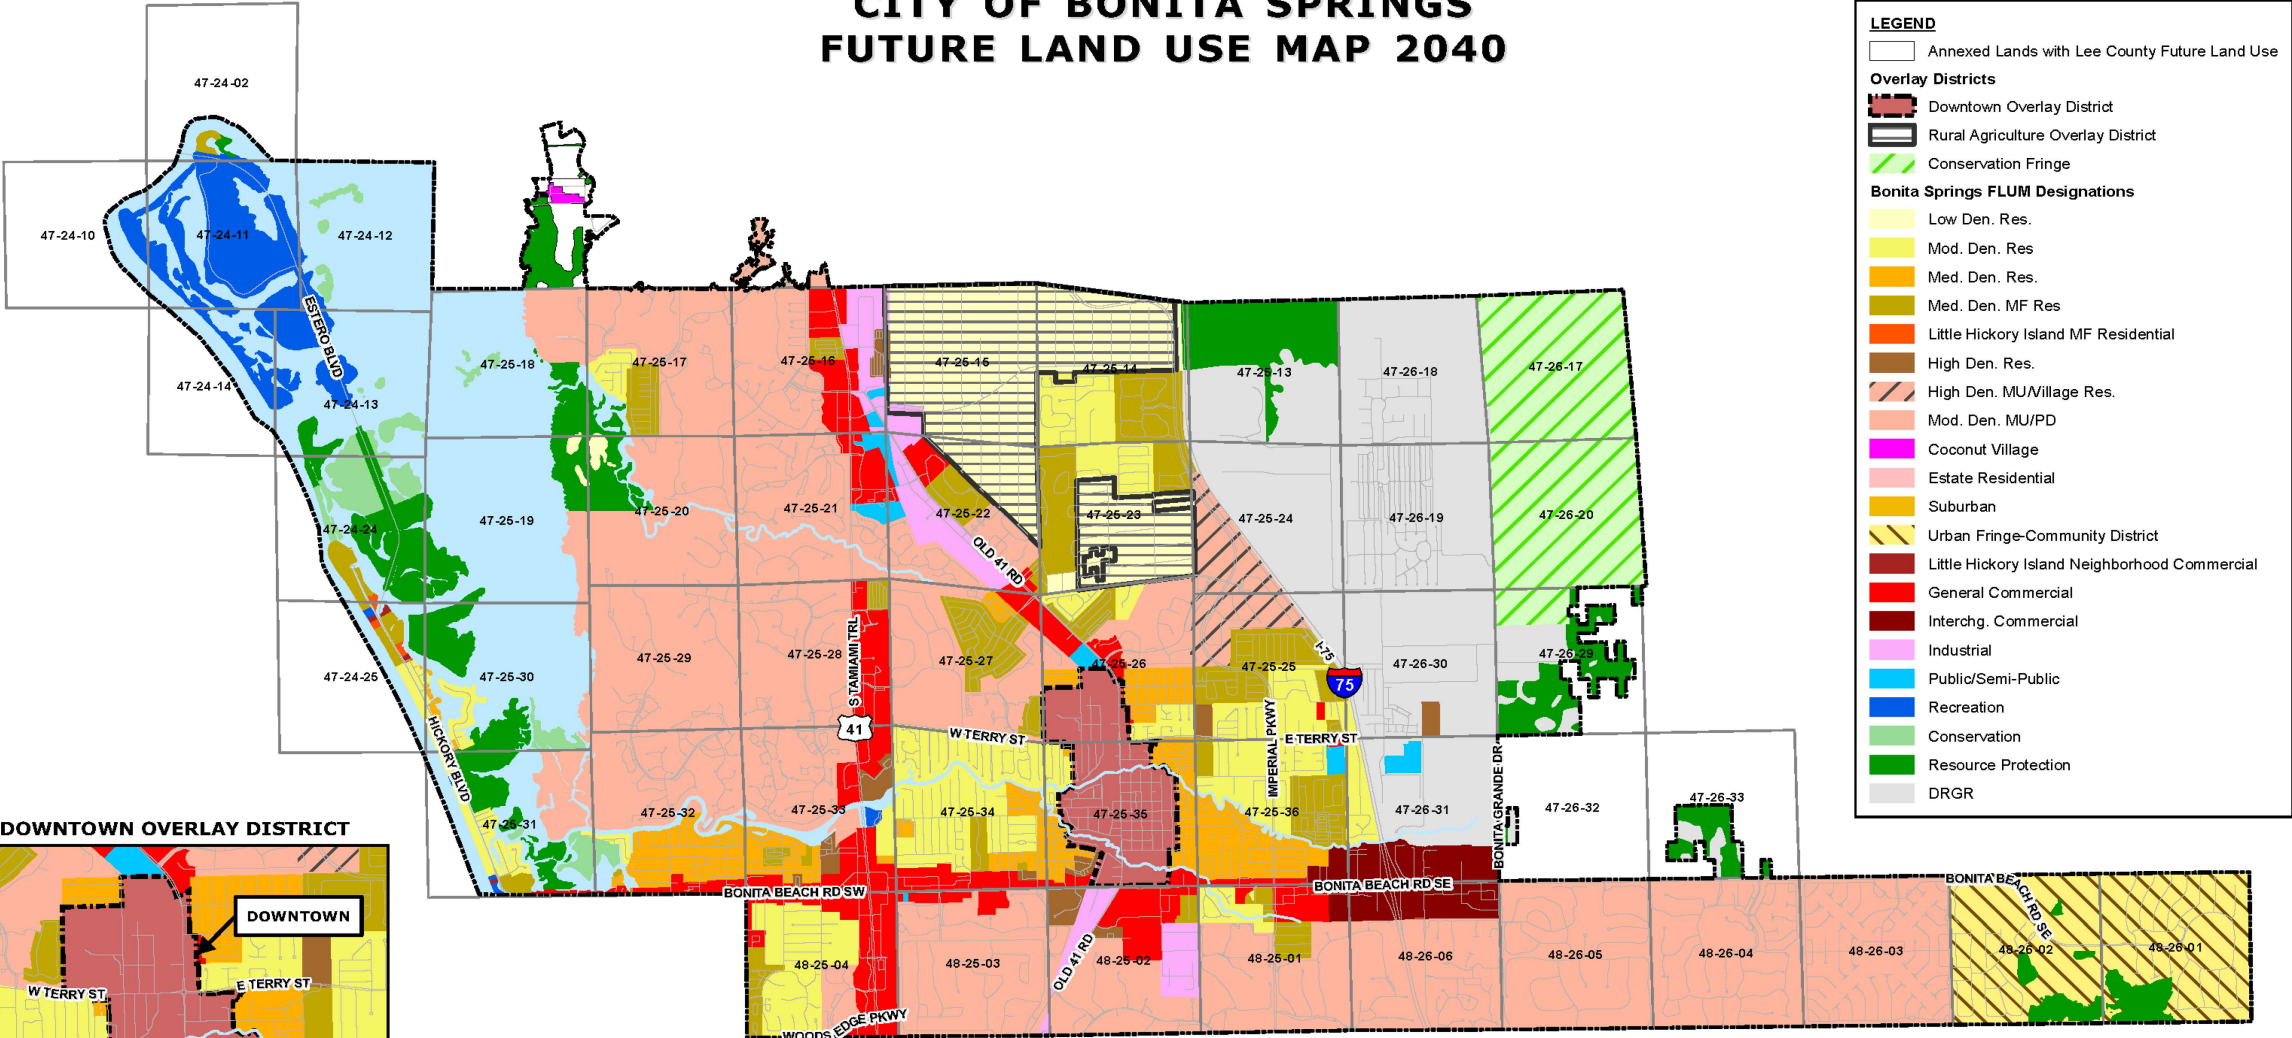 CITY OF BONITA SPRINGS
FUTURE LAND USE MAP 2040
LEGEND
Annexed Lands with Lee County Future Land Use
Overlay Districts
Downtown Overlay District
Rural Agriculture Overlay District
Conservation Fringe
Bonita Springs FLUM Designations
Low Den. Res.
Mod. Den. Res
Med. Den. Res.
Med. Den. MF Res
Little Hickory Island MF Residential
High Den. Res.
High Den. MU/Village Res.
Mod. Den. MU/PD
Coconut Village
Estate Residential
Suburban
Urban Fringe-Community District
Little Hickory Island Neighborhood Commercial
General Commercial
Interchg. Commercial
Industrial
Public/Semi-Public
Recreation
Conservation
Resource Protection
DRGR
47-24-02
47-24-10
47-24-11
47-24-12
ESTERO BLVD
47-24-14
47-24-13
47-25-18
47-25-17
47-25-16
47-25-15
47-25-14
47-25-13
47-26-18
47-26-17
47-24-24
47-25-19
47-25-20
47-25-21
47-25-22
47-25-23
47-25-24
47-26-19
47-26-20
OLD 41 RD
47-24-25
47-25-30
47-25-29
47-25-28
S TAMIAMI TRL
47-25-27
47-25-26
47-25-25
I-75
75
47-26-30
47-26-29
41
HICKORY BLVD
W TERRY ST
IMPERIAL PKWY
E TERRY ST
BONITA GRANDE DR
47-25-31
47-25-32
47-25-33
47-25-34
47-25-35
47-25-36
47-26-31
47-26-32
47-26-33
BONITA BEACH RD SW
BONITA BEACH RD SE
BONITA BEACH RD SE
48-25-04
48-25-03
OLD 41 RD
48-25-02
48-25-01
48-26-06
48-26-05
48-26-04
48-26-03
48-26-02
48-26-01
WOODS EDGE PKWY
DOWNTOWN OVERLAY DISTRICT
DOWNTOWN
W TERRY ST
E TERRY ST